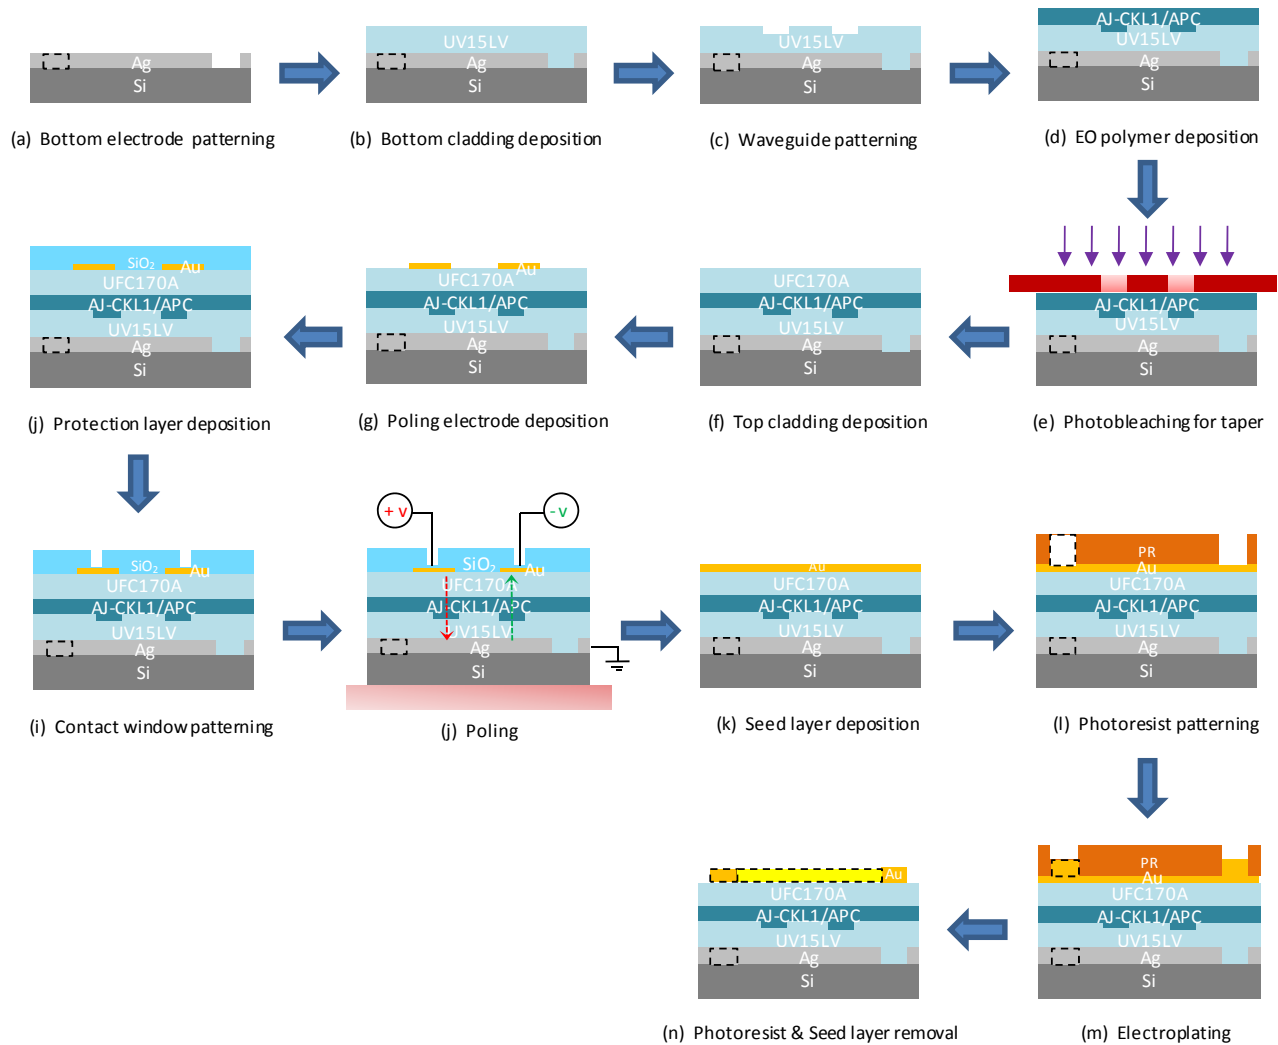 Ag
Si
(a) Bottom electrode patterning
UV15LV
Ag
Si
(b) Bottom cladding deposition
UV15LV
Ag
Si
(c) Waveguide patterning
AJ-CKL1/APC
UV15LV
Ag
Si
(d) EO polymer deposition
AJ-CKL1/APC
UV15LV
Ag
Si
(e) Photobleaching for taper
UFC170A
AJ-CKL1/APC
UV15LV
Ag
Si
(f) Top cladding deposition
Au
UFC170A
AJ-CKL1/APC
UV15LV
Ag
Si
(g) Poling electrode deposition
SiO₂ Au
UFC170A
AJ-CKL1/APC
UV15LV
Ag
Si
(j) Protection layer deposition
SiO₂ Au
UFC170A
AJ-CKL1/APC
UV15LV
Ag
Si
(i) Contact window patterning
+ v
- v
SiO₂ Au
UFC170A
AJ-CKL1/APC
UV15LV
Ag
Si
(j) Poling
Au
UFC170A
AJ-CKL1/APC
UV15LV
Ag
Si
(k) Seed layer deposition
PR
Au
UFC170A
AJ-CKL1/APC
UV15LV
Ag
Si
(l) Photoresist patterning
PR
Au
UFC170A
AJ-CKL1/APC
UV15LV
Ag
Si
(m) Electroplating
Au
UFC170A
AJ-CKL1/APC
UV15LV
Ag
Si
(n) Photoresist & Seed layer removal